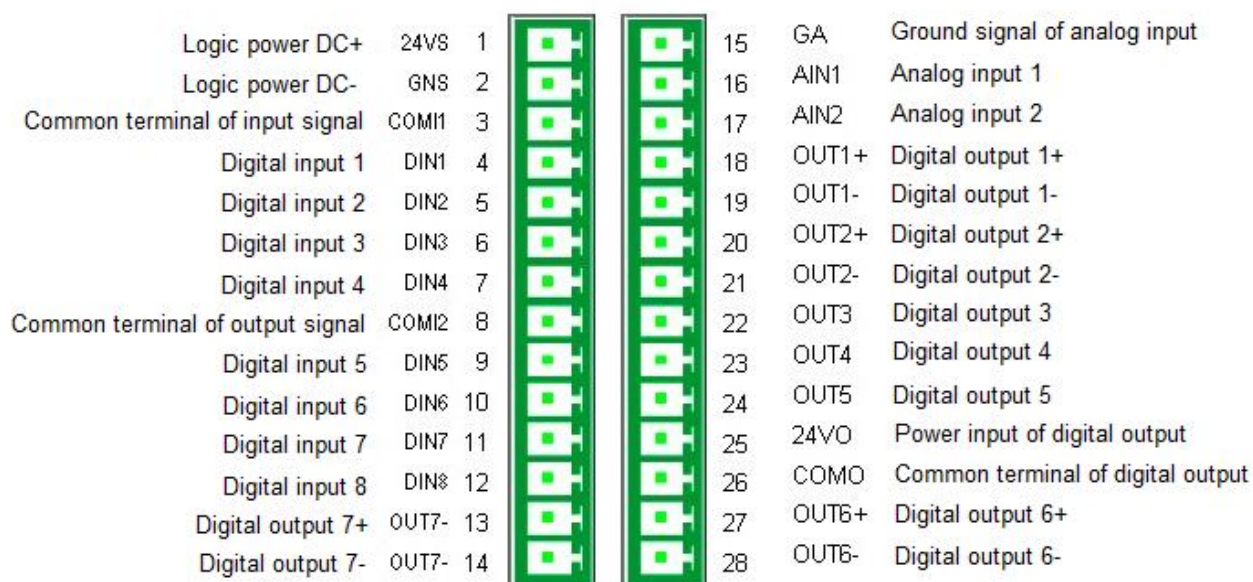 Logic power DC+ 24VS 1
Logic power DC- GNS 2
Common terminal of input signal COMI1 3
Digital input 1 DIN1 4
Digital input 2 DIN2 5
Digital input 3 DIN3 6
Digital input 4 DIN4 7
Common terminal of output signal COMI2 8
Digital input 5 DIN5 9
Digital input 6 DIN6 10
Digital input 7 DIN7 11
Digital input 8 DIN8 12
Digital output 7+ OUT7- 13
Digital output 7- OUT7- 14
15 GA Ground signal of analog input
16 AIN1 Analog input 1
17 AIN2 Analog input 2
18 OUT1+ Digital output 1+
19 OUT1- Digital output 1-
20 OUT2+ Digital output 2+
21 OUT2- Digital output 2-
22 OUT3 Digital output 3
23 OUT4 Digital output 4
24 OUT5 Digital output 5
25 24VO Power input of digital output
26 COMO Common terminal of digital output
27 OUT6+ Digital output 6+
28 OUT6- Digital output 6-